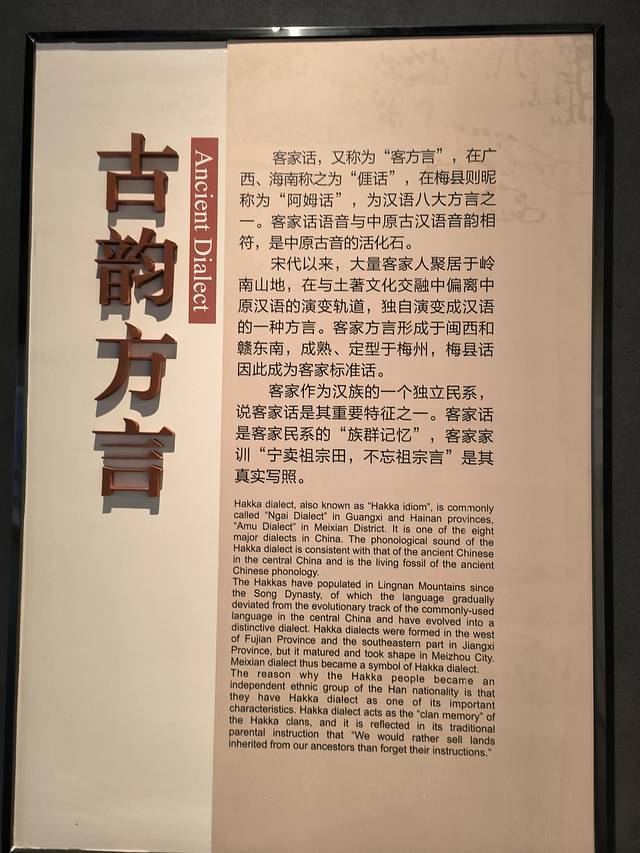 古韵方言
Ancient Dialect
客家话，又称为“客方言”，在广
西、海南称之为“𠊎话”，在梅县则昵
称为“阿姆话”，为汉语八大方言之
一。客家话语音与中原古汉语音韵相
符，是中原古音的活化石。
宋代以来，大量客家人聚居于岭
南山地，在与土著文化交融中偏离中
原汉语的演变轨道，独自演变成汉语
的一种方言。客家方言形成于闽西和
赣东南，成熟、定型于梅州，梅县话
因此成为客家标准话。
客家作为汉族的一个独立民系，
说客家话是其重要特征之一。客家话
是客家民系的“族群记忆”，客家家
训“宁卖祖宗田，不忘祖宗言”是其
真实写照。
Hakka dialect, also known as “Hakka idiom”, is commonly
called “Ngai Dialect” in Guangxi and Hainan provinces,
“Amu Dialect” in Meixian District. It is one of the eight
major dialects in China. The phonological sound of the
Hakka dialect is consistent with that of the ancient Chinese
in the central China and is the living fossil of the ancient
Chinese phonology.
The Hakkas have populated in Lingnan Mountains since
the Song Dynasty, of which the language gradually
deviated from the evolutionary track of the commonly-used
language in the central China and have evolved into a
distinctive dialect. Hakka dialects were formed in the west
of Fujian Province and the southeastern part in Jiangxi
Province, but it matured and took shape in Meizhou City.
Meixian dialect thus became a symbol of Hakka dialect.
The reason why the Hakka people became an
independent ethnic group of the Han nationality is that
they have Hakka dialect as one of its important
characteristics. Hakka dialect acts as the “clan memory” of
the Hakka clans, and it is reflected in its traditional
parental instruction that “We would rather sell lands
inherited from our ancestors than forget their instructions.”